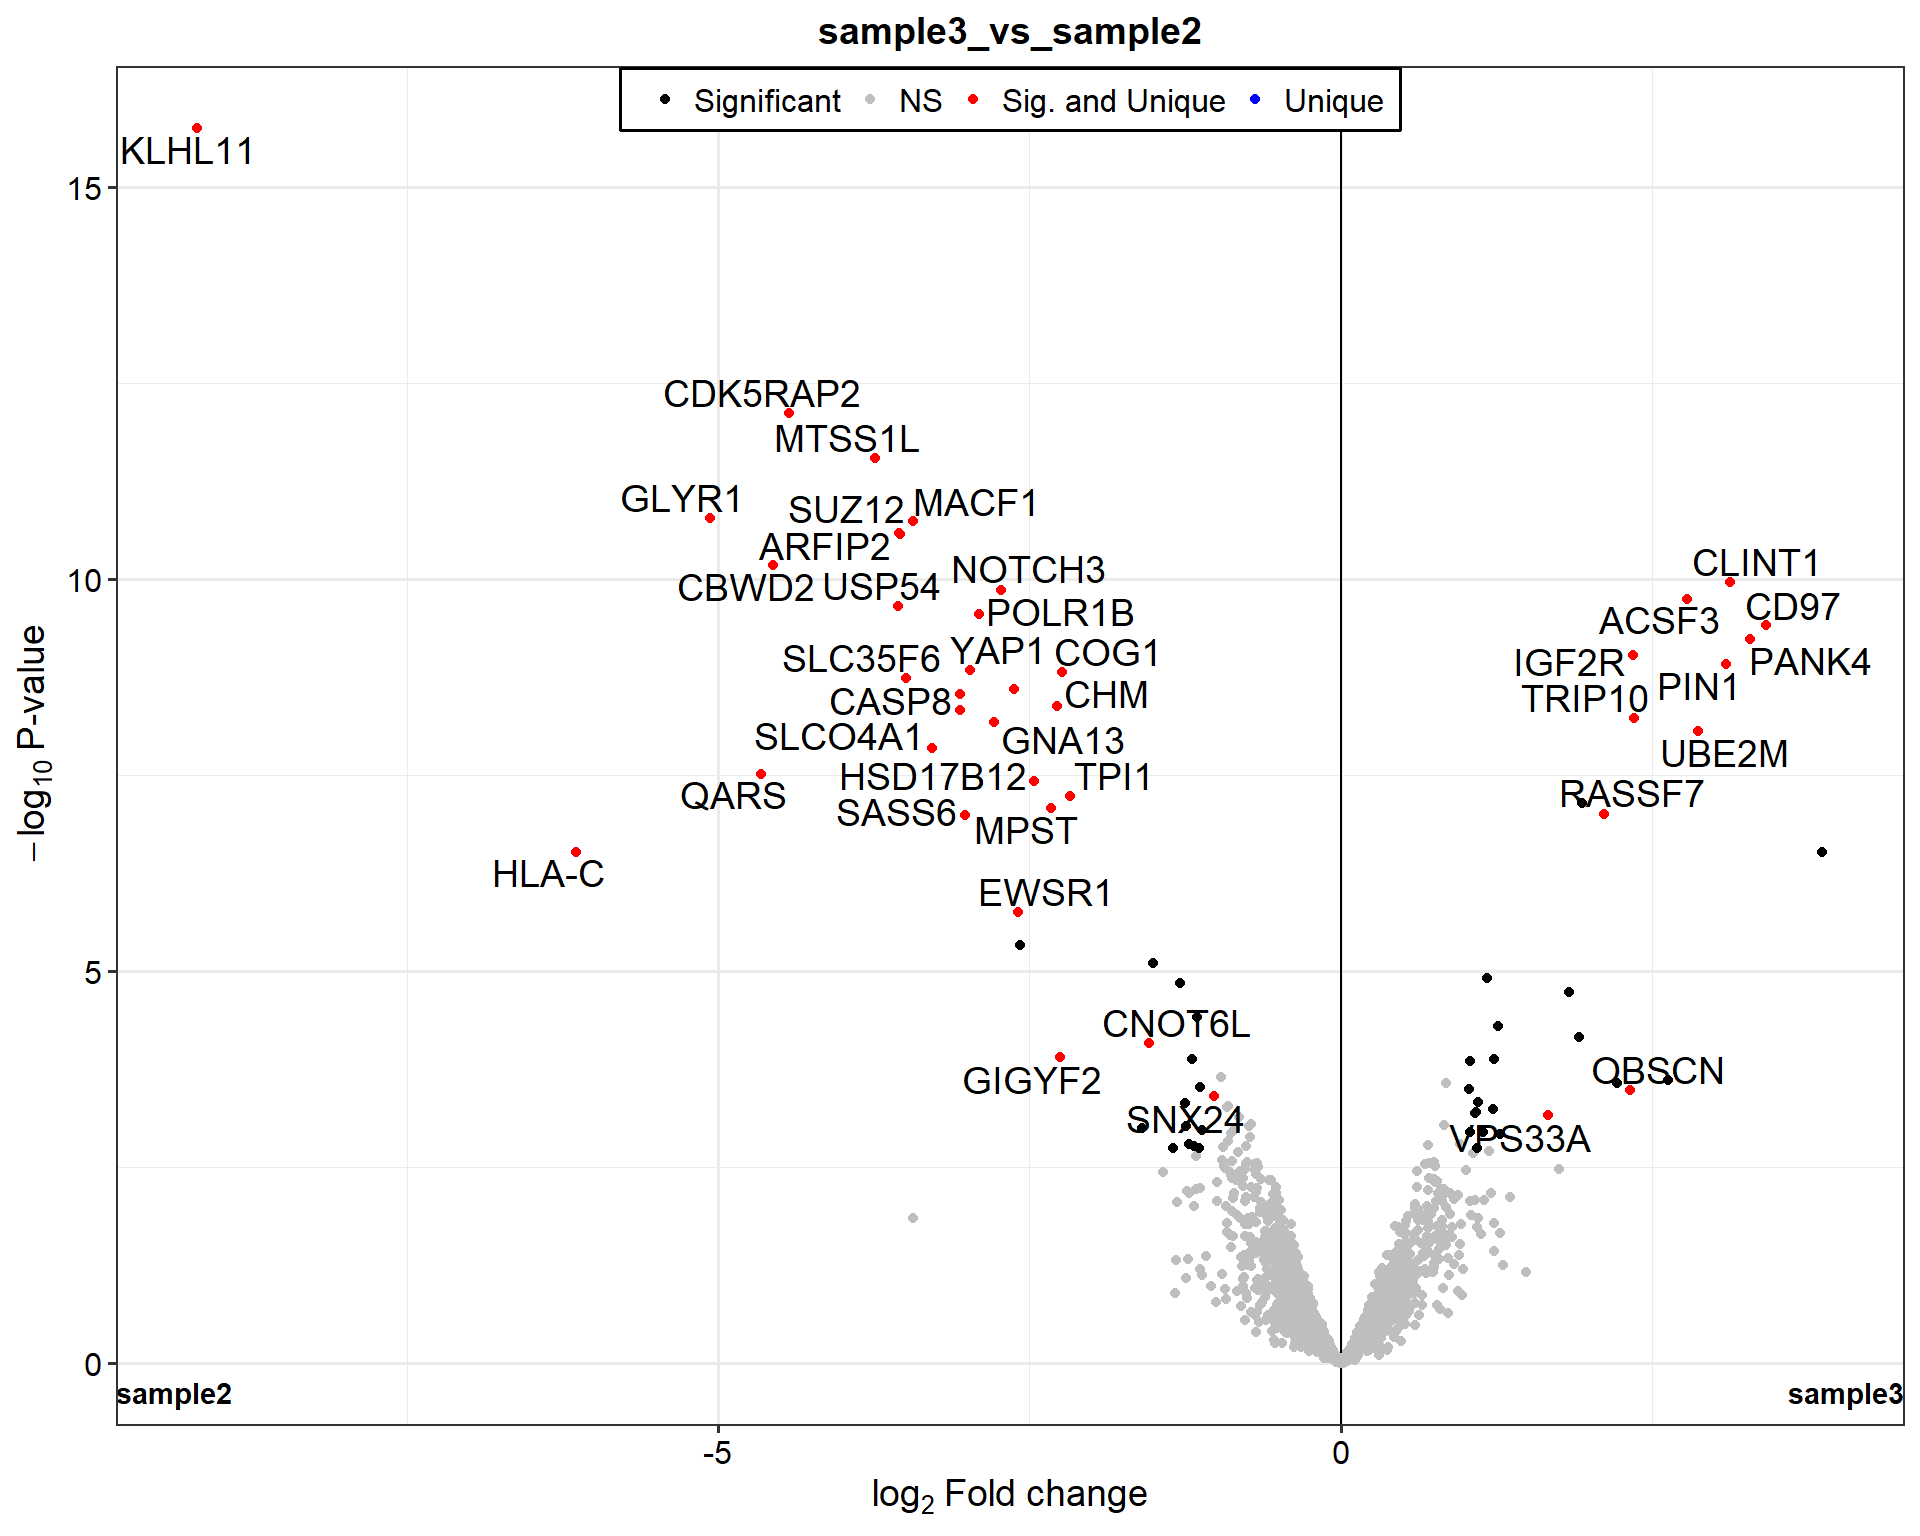 sample3_vs_sample2
Significant NS Sig. and Unique Unique
KLHL11
15
CDK5RAP2
MTSS1L
GLYR1
SUZ12
MACF1
ARFIP2
CBWD2
USP54
NOTCH3
POLR1B
10
CLINT1
ACSF3
CD97
SLC35F6
YAP1
COG1
IGF2R
PIN1
PANK4
CASP8
CHM
TRIP10
SLCO4A1
GNA13
UBE2M
QARS
HSD17B12
TPI1
RASSF7
SASS6
MPST
HLA-C
EWSR1
5
CNOT6L
GIGYF2
OBSCN
SNX24
VPS33A
0
sample2
sample3
-5
0
log2 Fold change
−log10 P-value